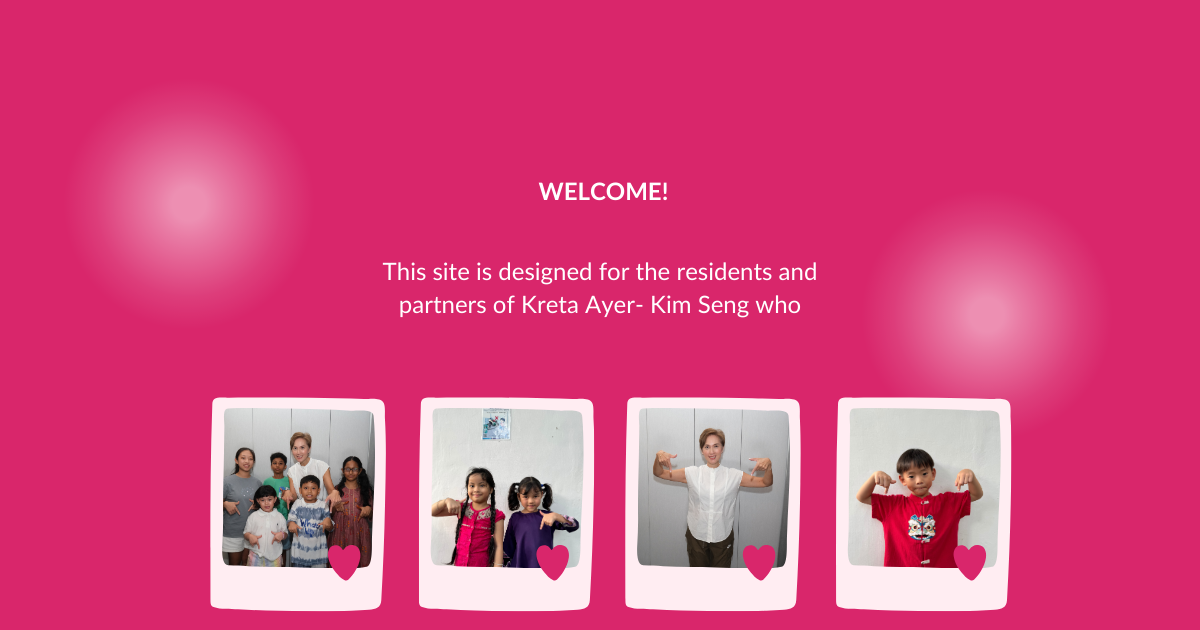 WELCOME!
This site is designed for the residents and
partners of Kreta Ayer- Kim Seng who